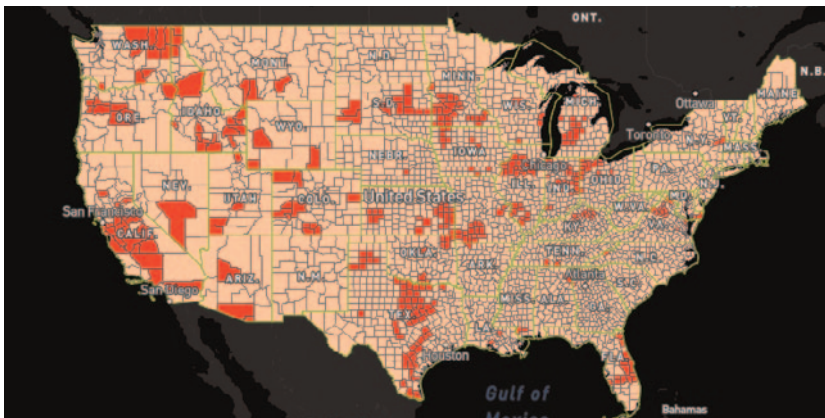 ONT.
WASH.
MONT.
N.D.
MINN.
N.B.
MAINE
Ottawa
ORE.
IDAHO
S.D.
WIS.
MICH.
VT.
Toronto
N.Y.
MASS.
WYO.
NEBR.
IOWA
Chicago
PA.
NEV.
UTAH
COLO.
United States
ILL.
IND.
OHIO
MD.
N.J.
San Francisco
CALIF.
KY.
W.VA.
VA.
San Diego
ARIZ.
N.M.
OKLA.
ARK.
TENN.
N.C.
Atlanta
S.C.
TEX.
MISS.
ALA.
GA.
LA.
Houston
FLA.
Gulf of
Mexico
Bahamas